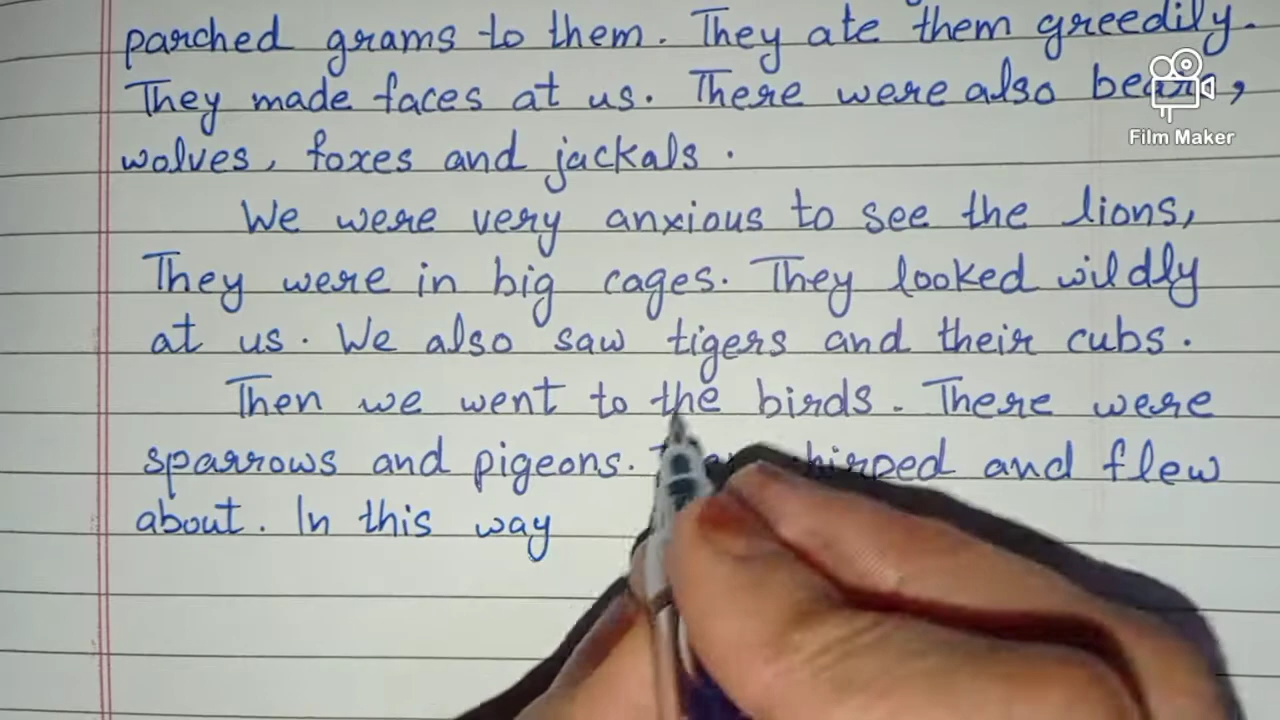 parched grams to them. They ate them greedily.
They made faces at us. There were also
wolves, foxes and jackals.
We were very anxious to see the lions,
They were in big cages. They looked wildly
at us. We also saw tigers and their cubs.
Then we went to the birds. There were
sparrows and pigeons. and flew
about. In this way
Film Maker